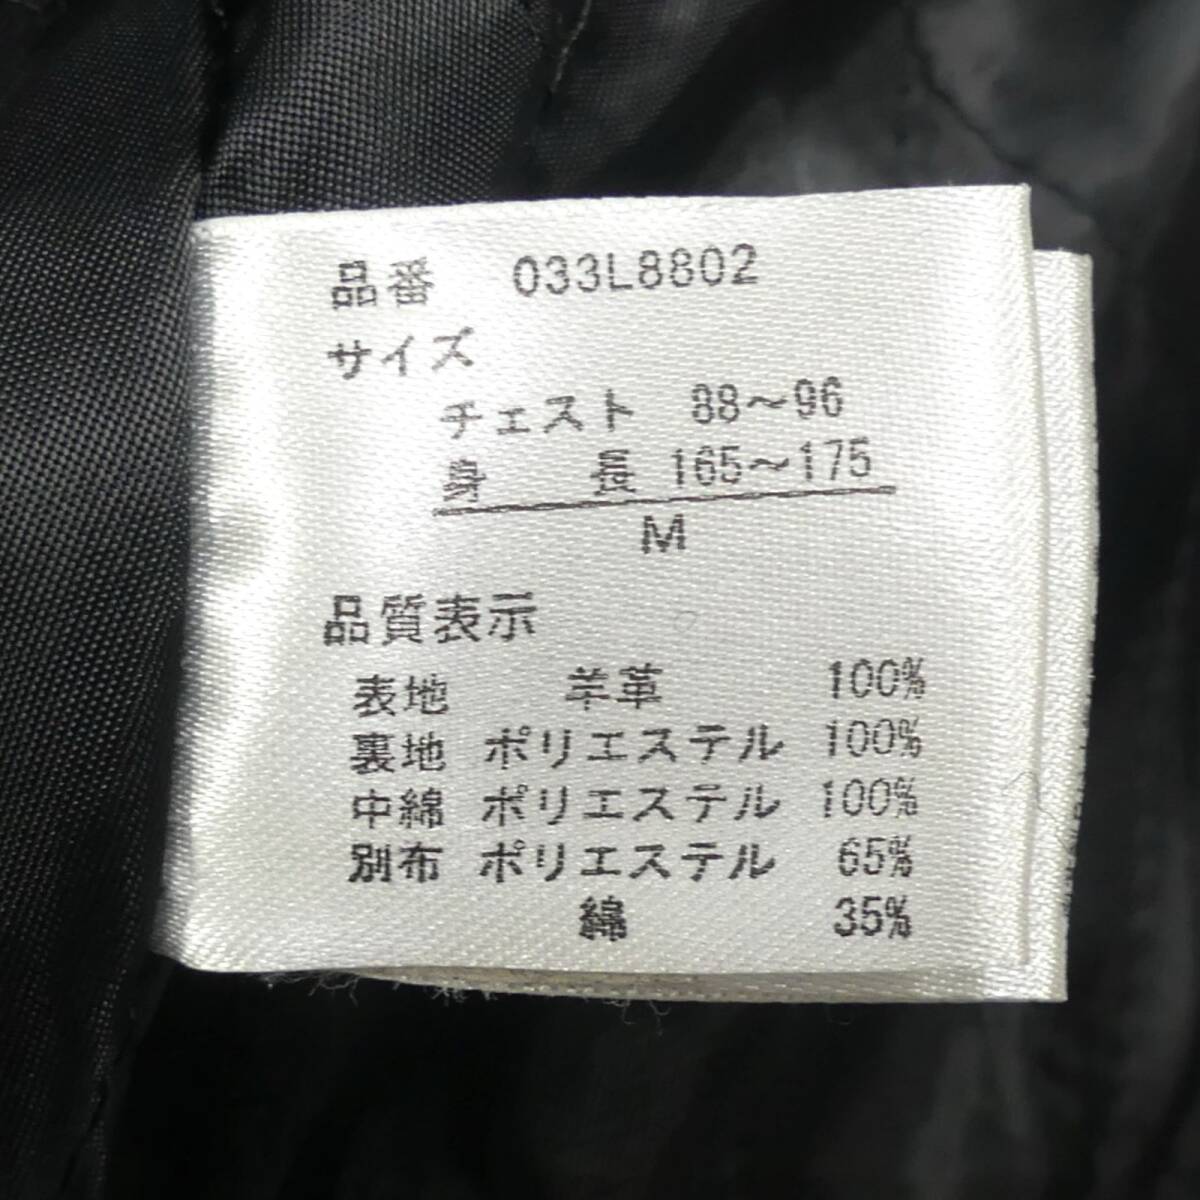 品番 033L8802
サイズ
チェスト 88～96
身 長 165～175
M
品質表示
表地 羊革 100%
裏地 ポリエステル 100%
中綿 ポリエステル 100%
別布 ポリエステル 65%
綿 35%